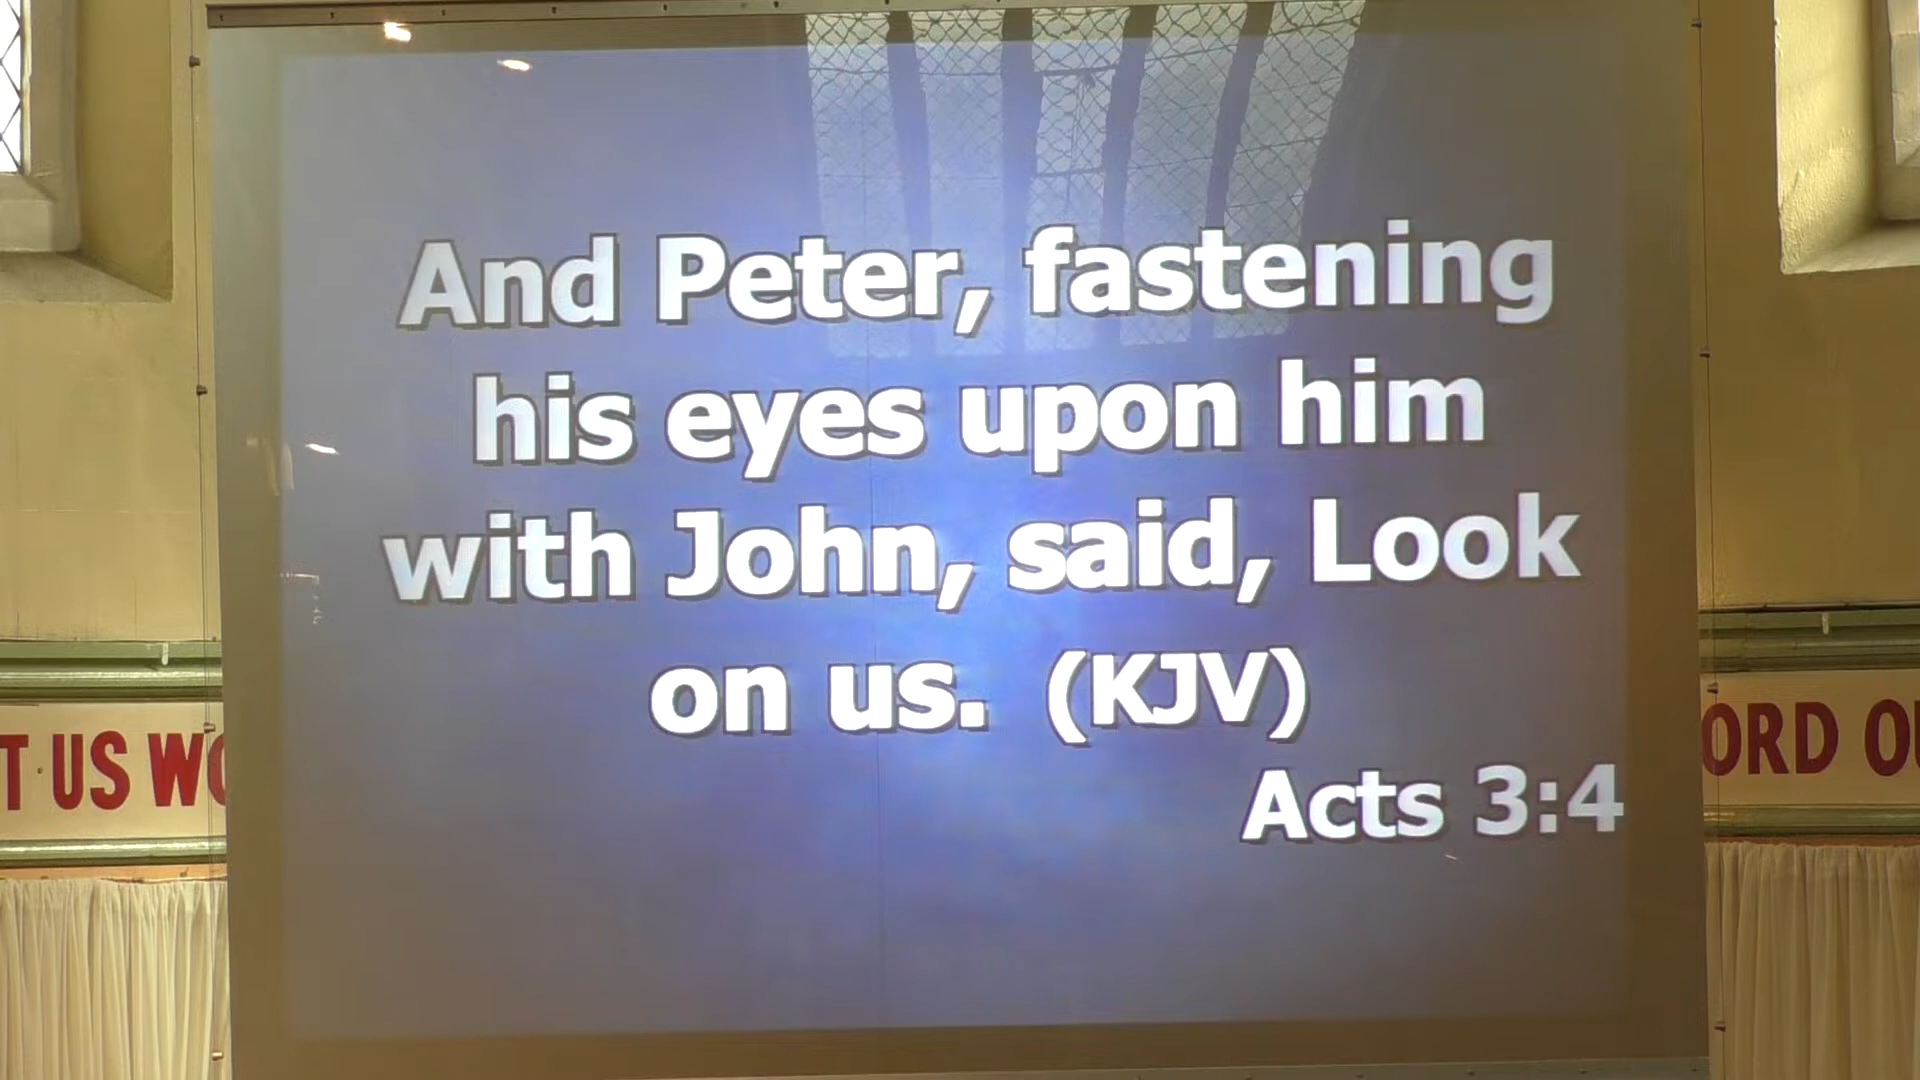 And Peter, fastening
his eyes upon him
with John, said, Look
on us. (KJV)
Acts 3:4
T US
ORD